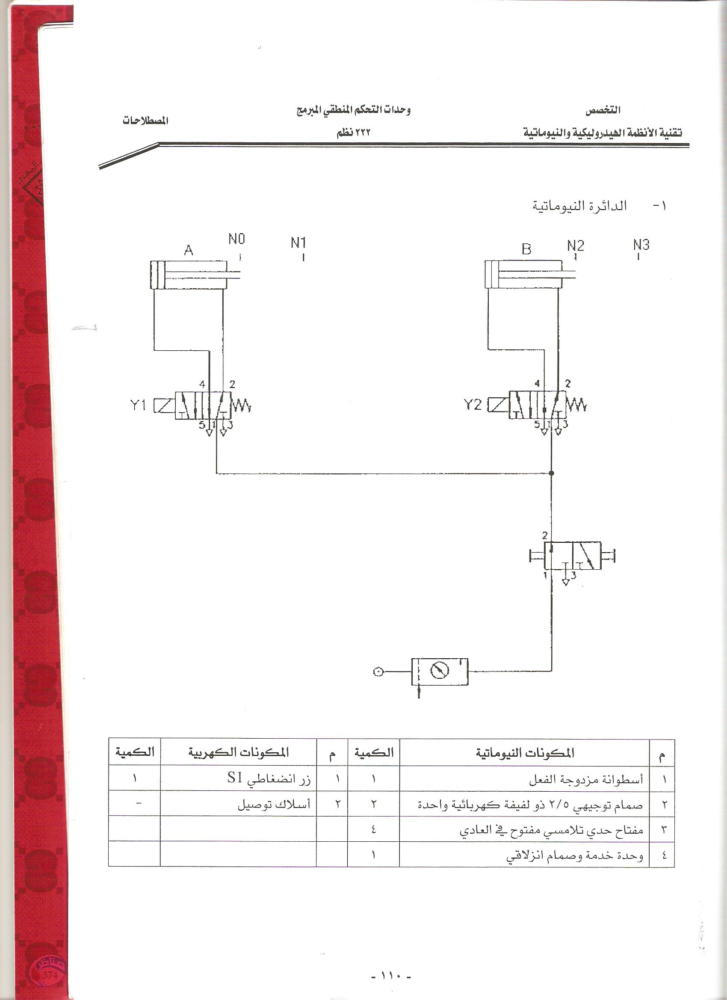 التخصص
وحدات التحكم المنطقي المبرمج
المصطلاحات
تقنية الأنظمة الهيدروليكية والنيوماتية
٢٢٢ نظم
١- الدائرة النيوماتية
N0 N1 N2 N3
A B
4 2 4 2
Y1 Y2
5 1 3 5 1 3
2
1 3
م المكونات النيوماتية الكمية م المكونات الكهربية الكمية
١ أسطوانة مزدوجة الفعل ١ ١ زر انضغاطي S1 ١
٢ صمام توجيهي ٢/٥ ذو لفيفة كهربائية واحدة ٢ ٢ أسلاك توصيل -
٣ مفتاح حدي تلامسي مفتوح في العادي ٤
٤ وحدة خدمة وصمام انزلاقي ١
- ١١٠ -
المهني
مناظر
374